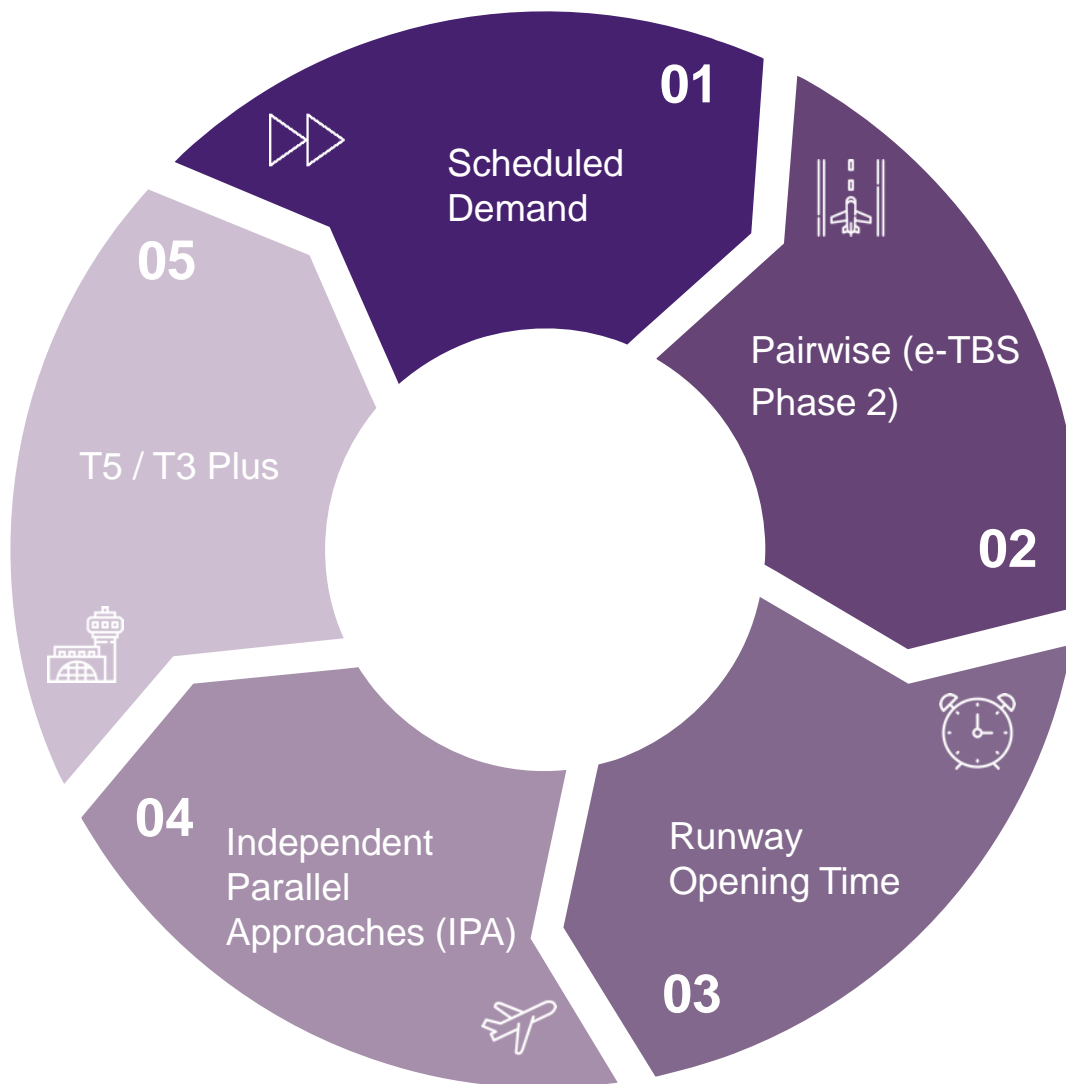 01
Scheduled
Demand
Pairwise (e-TBS
Phase 2)
02
Runway
Opening Time
03
04
Independent
Parallel
Approaches (IPA)
05
T5 / T3 Plus